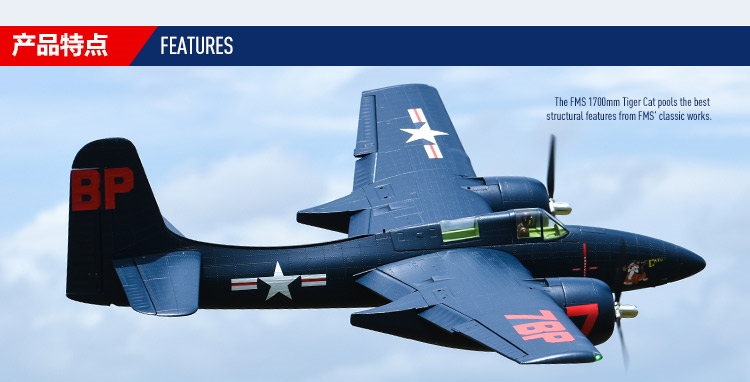 产品特点
FEATURES
The FMS 1700mm Tiger Cat pools the best
structural features from FMS' classic works.
BP
7BP
7